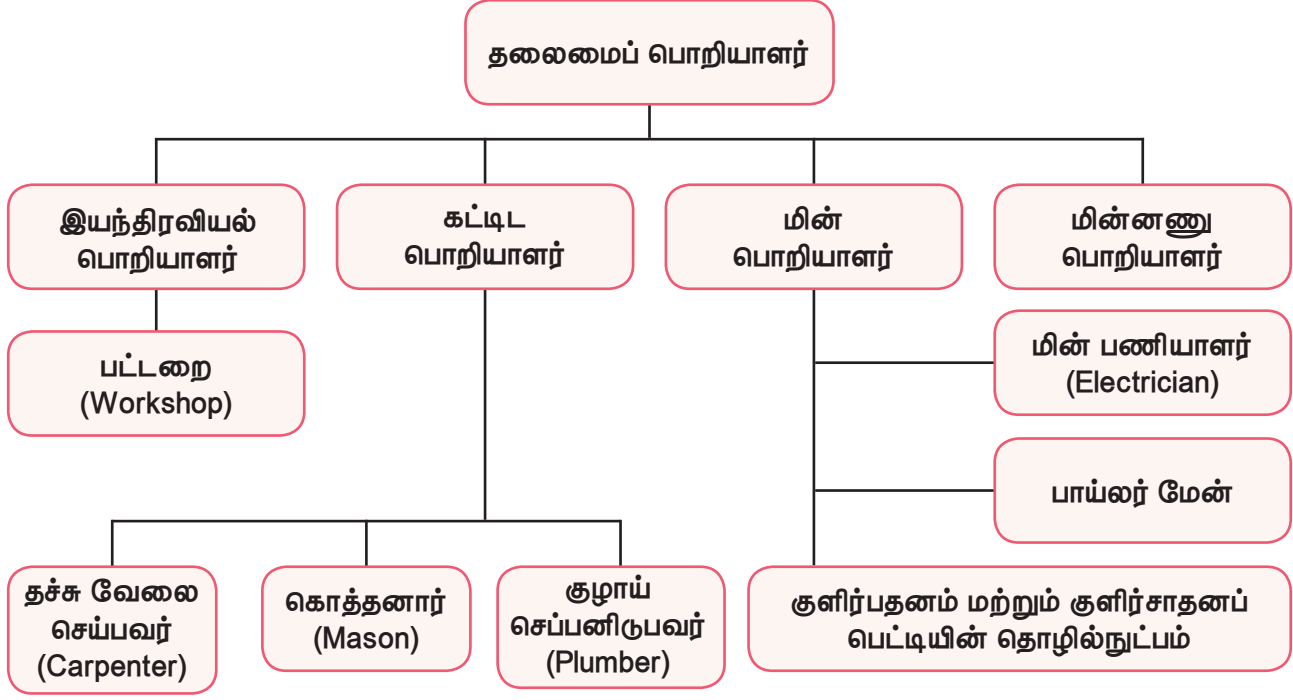 தலைமைப் பொறியாளர்
இயந்திரவியல்
பொறியாளர்
கட்டிட
பொறியாளர்
மின்
பொறியாளர்
மின்னணு
பொறியாளர்
பட்டறை
(Workshop)
மின் பணியாளர்
(Electrician)
பாய்லர் மேன்
தச்சு வேலை
செய்பவர்
(Carpenter)
கொத்தனார்
(Mason)
குழாய்
செப்பனிடுபவர்
(Plumber)
குளிர்பதனம் மற்றும் குளிர்சாதனப்
பெட்டியின் தொழில்நுட்பம்